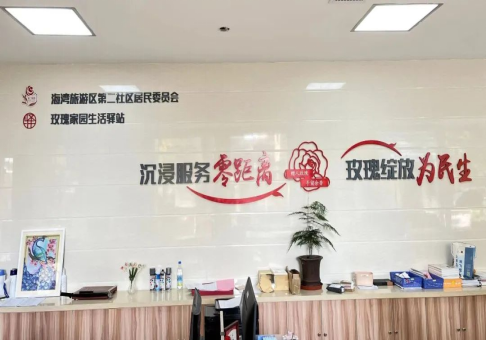 海湾旅游区第二社区居民委员会
玫瑰家园生活驿站
沉浸服务零距离
玫瑰绽放为民生